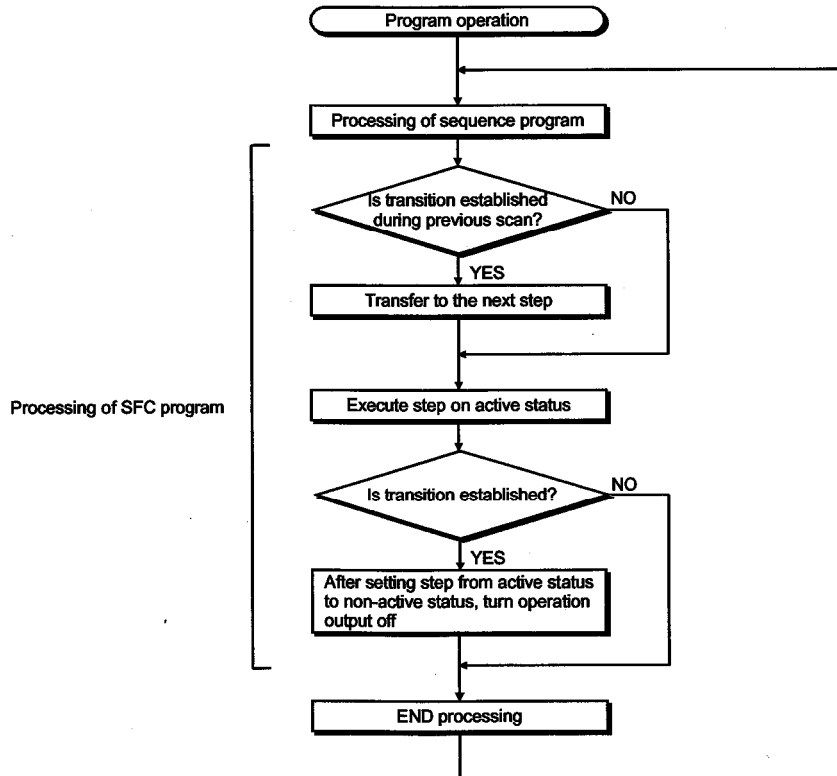 Program operation
Processing of sequence program
Is transition established
during previous scan?
NO
YES
Transfer to the next step
Processing of SFC program
Execute step on active status
Is transition established?
NO
YES
After setting step from active status
to non-active status, turn operation
output off
END processing